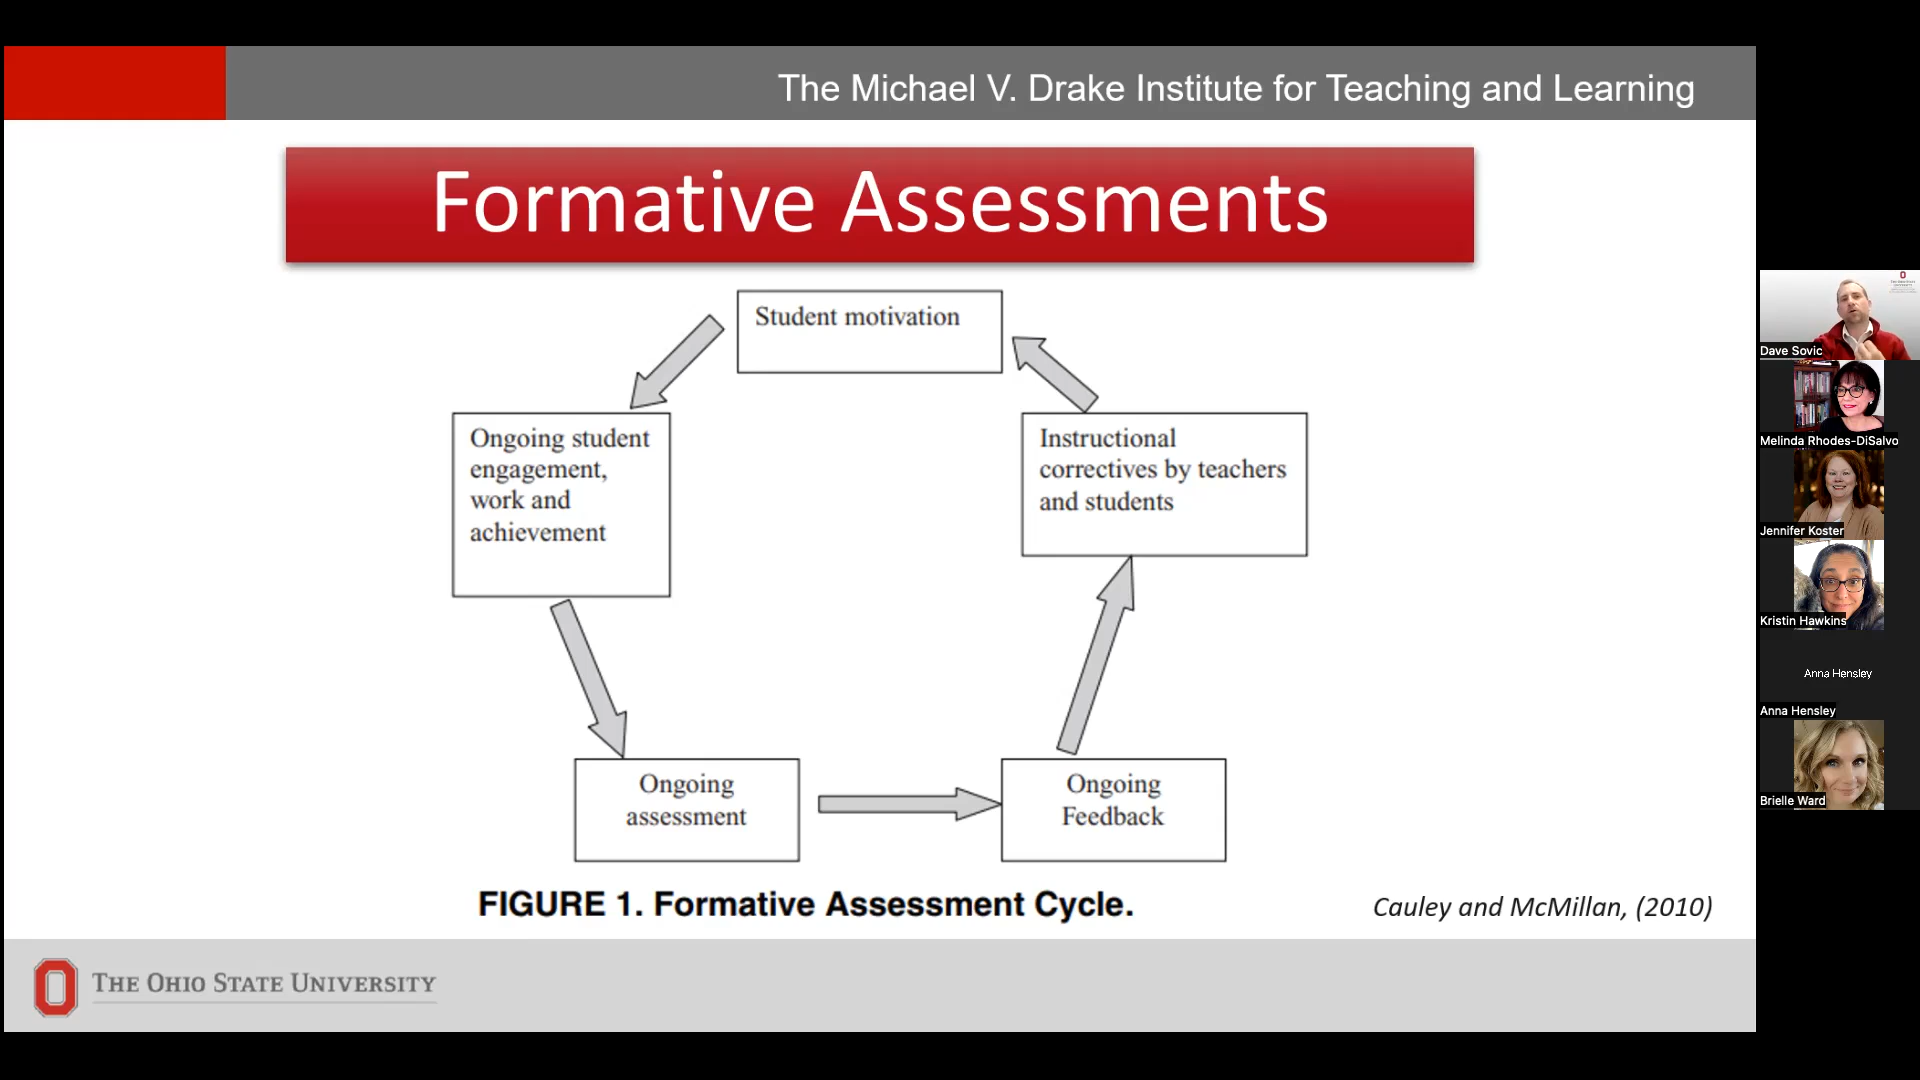 The Michael V. Drake Institute for Teaching and Learning
Formative Assessments
Student motivation
Ongoing student
engagement,
work and
achievement
Instructional
correctives by teachers
and students
Ongoing
assessment
Ongoing
Feedback
FIGURE 1. Formative Assessment Cycle.
Cauley and McMillan, (2010)
THE OHIO STATE UNIVERSITY
Dave Sovic
Melinda Rhodes-DiSalvo
Jennifer Koster
Kristin Hawkins
Anna Hensley
Anna Hensley
Brielle Ward